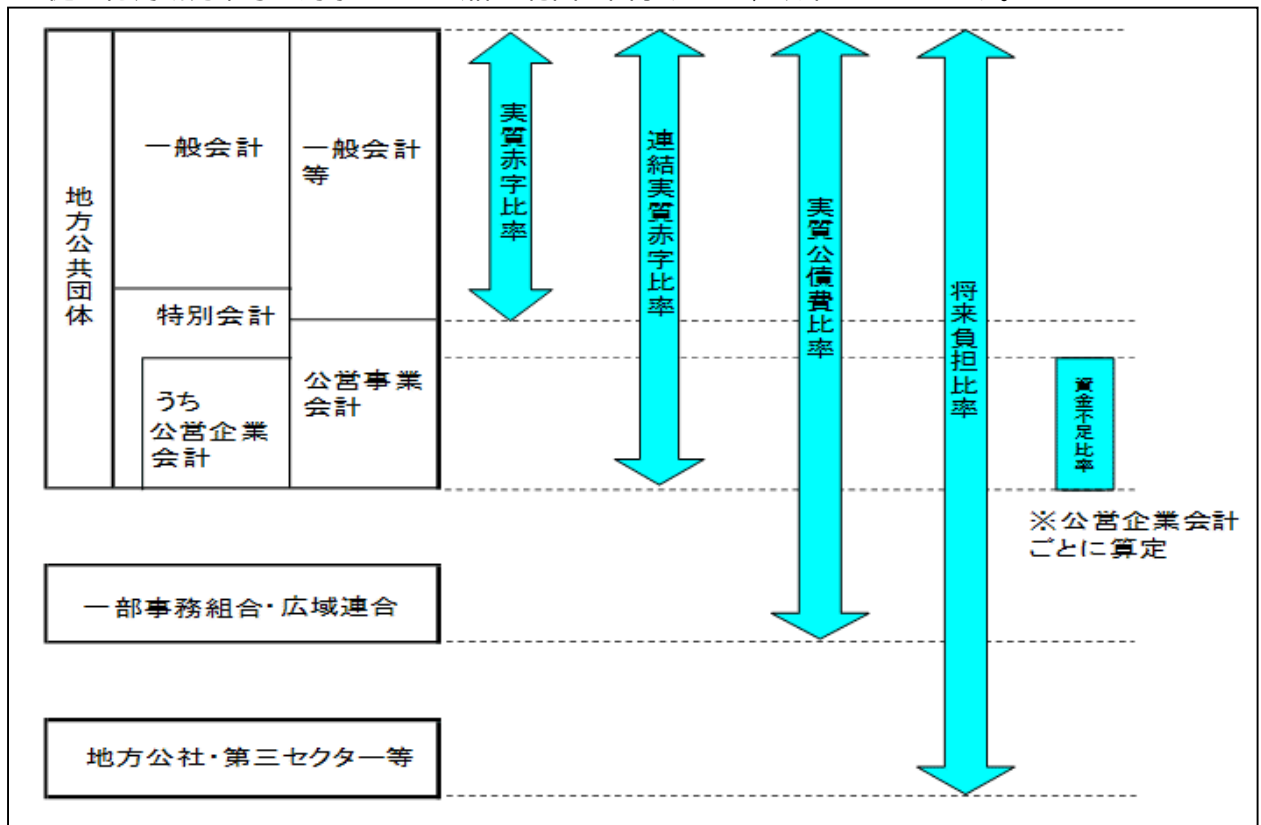 地方公共団体
一般会計
特別会計
うち
公営企業
会計
一般会計
等
公営事業
会計
実質赤字比率
連結実質赤字比率
実質公債費比率
将来負担比率
資金不足比率
※公営企業会計
ごとに算定
一部事務組合・広域連合
地方公社・第三セクター等